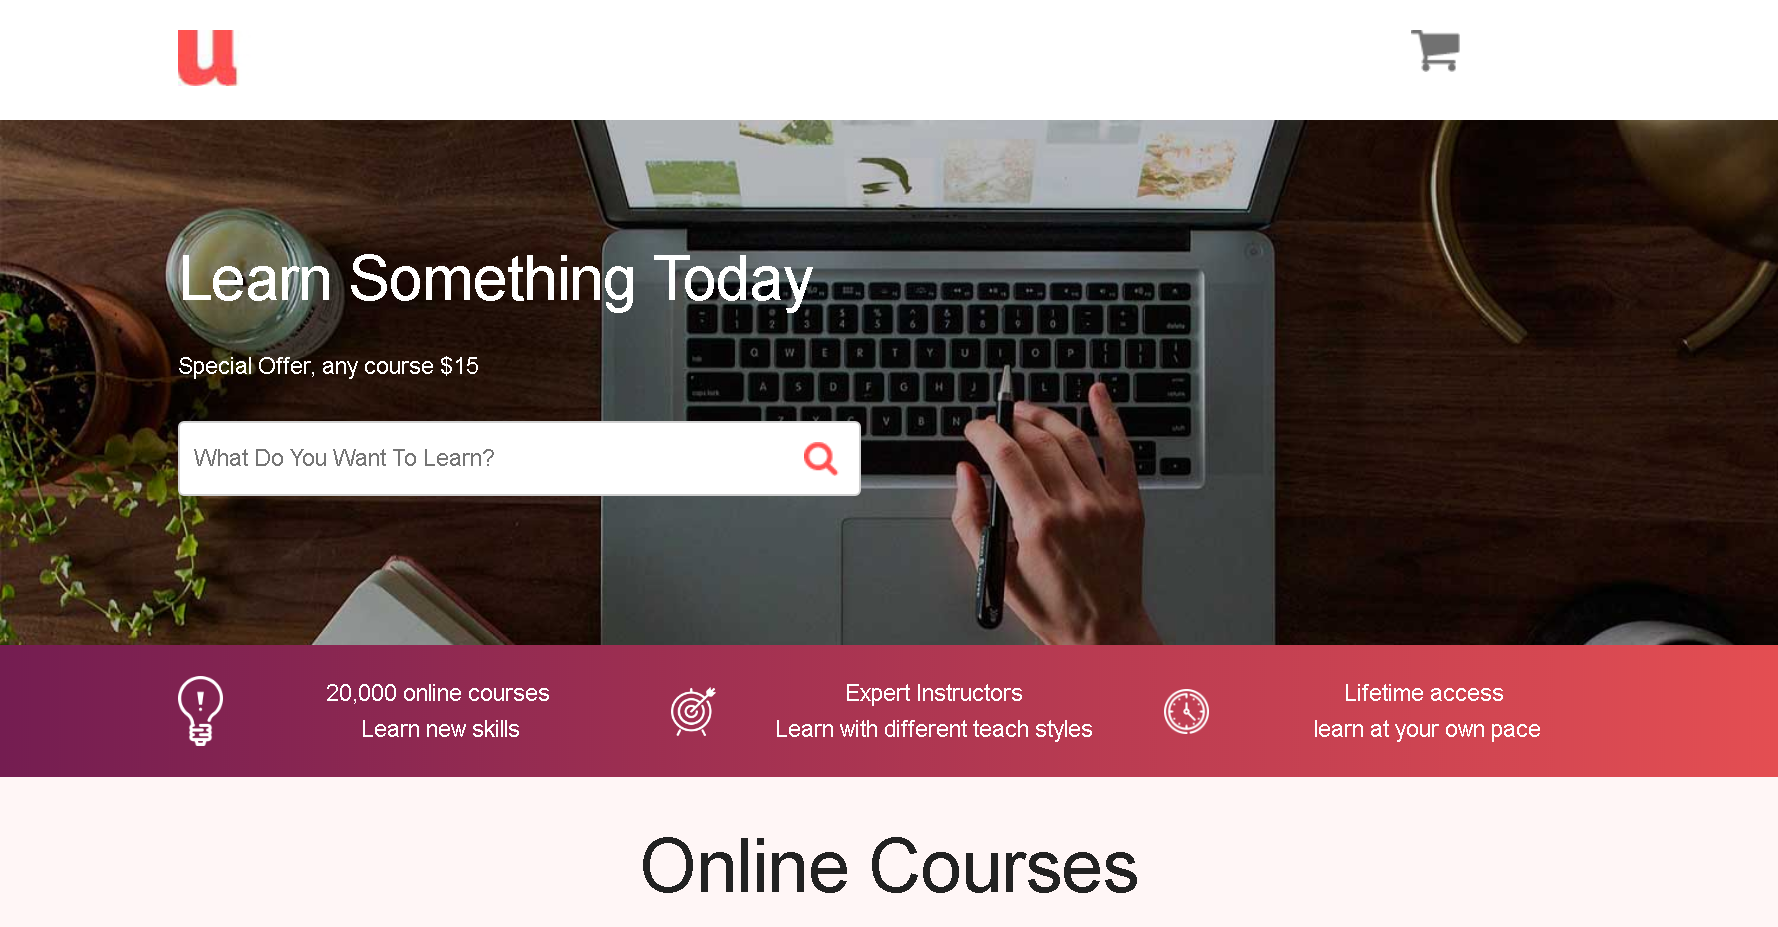 u
Learn Something Today
Special Offer, any course $15
What Do You Want To Learn?
20,000 online courses
Learn new skills
Expert Instructors
Learn with different teach styles
Lifetime access
learn at your own pace
Online Courses